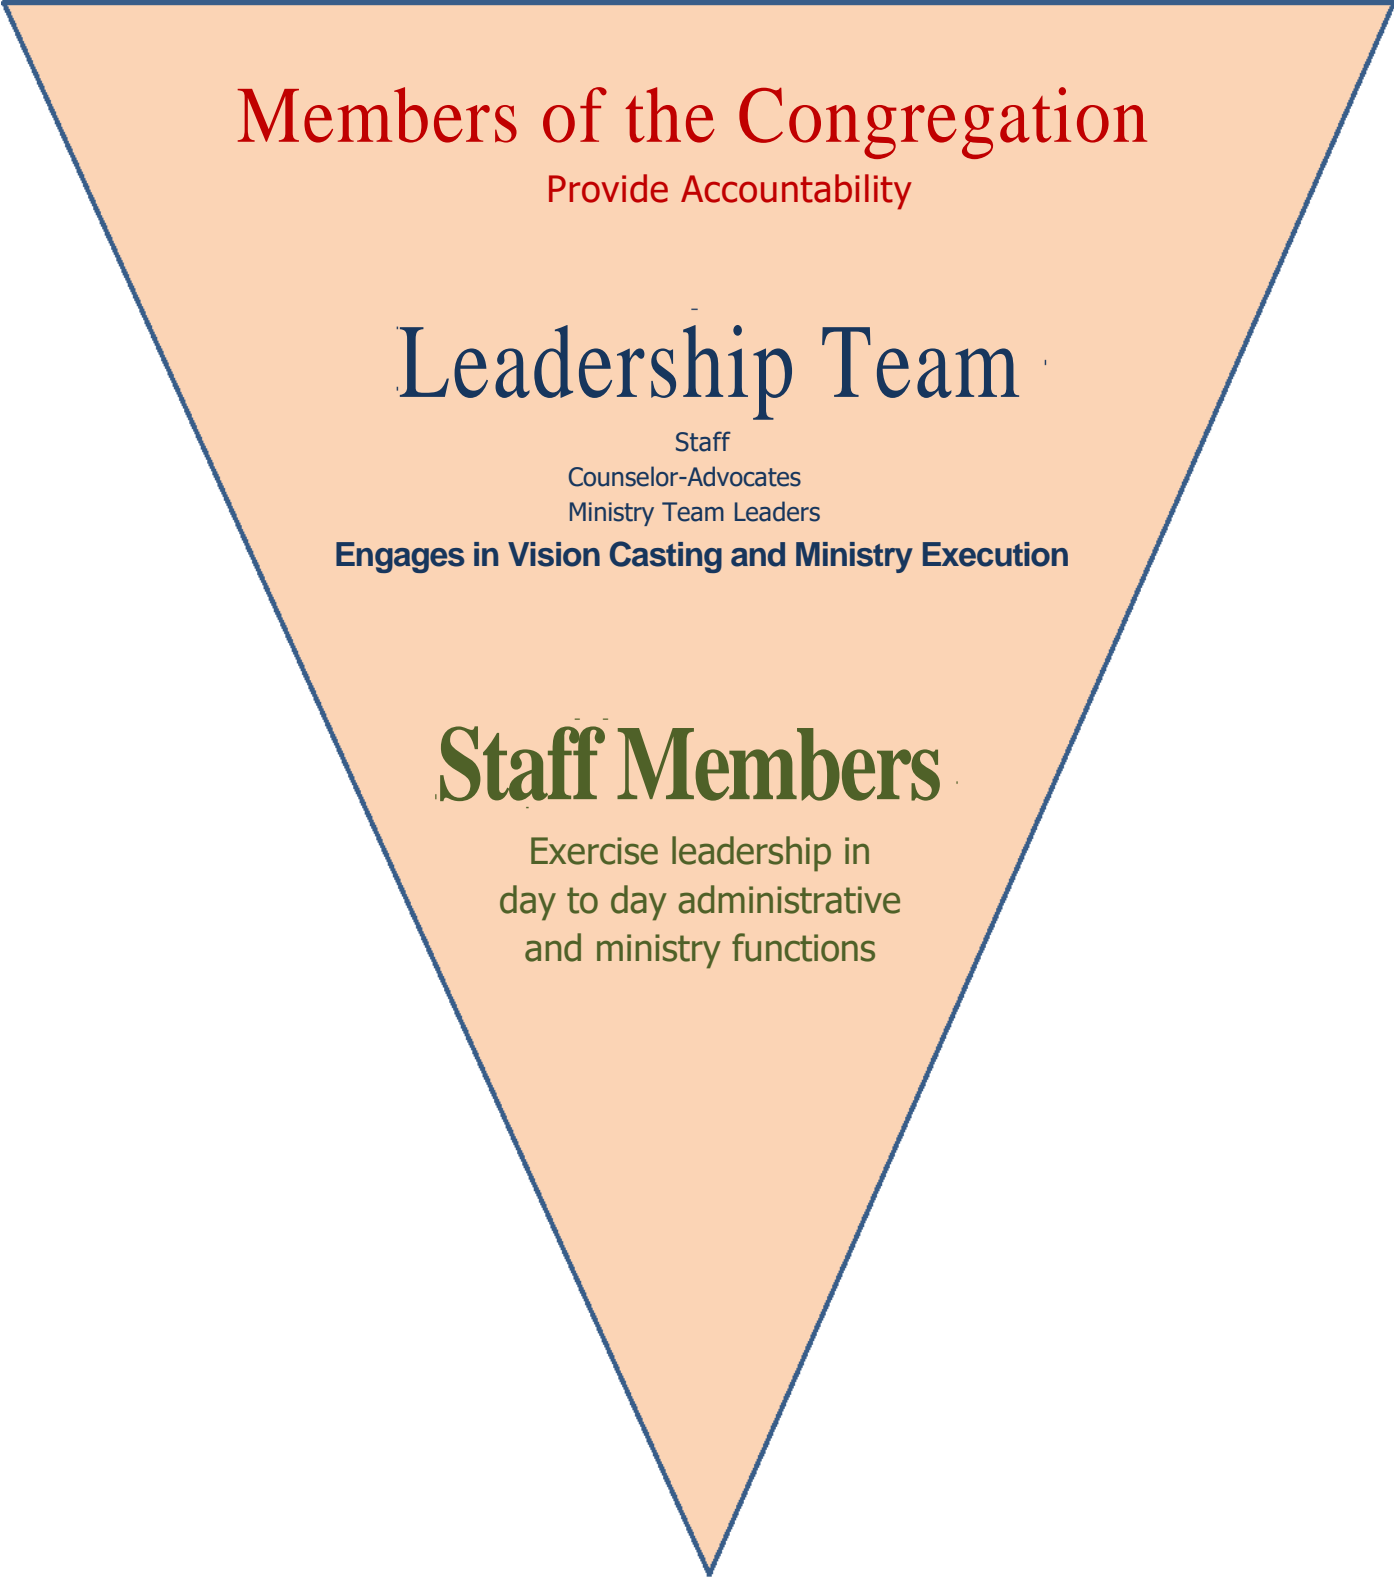 Members of the Congregation
Provide Accountability
Leadership Team
Staff
Counselor-Advocates
Ministry Team Leaders
Engages in Vision Casting and Ministry Execution
Staff Members
Exercise leadership in
day to day administrative
and ministry functions